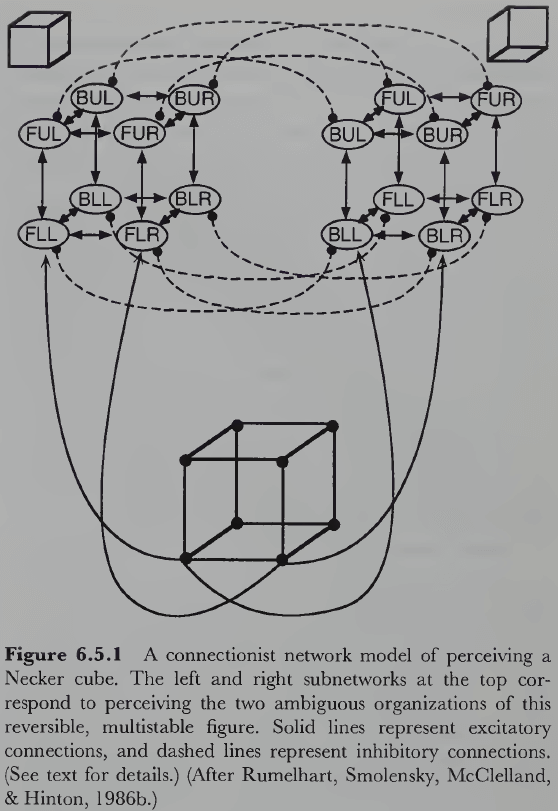 BUL BUR FUL FUR
FUL FUR BUL BUR
BLL BLR FLL FLR
FLL FLR BLL BLR
Figure 6.5.1 A connectionist network model of perceiving a
Necker cube. The left and right subnetworks at the top cor-
respond to perceiving the two ambiguous organizations of this
reversible, multistable figure. Solid lines represent excitatory
connections, and dashed lines represent inhibitory connections.
(See text for details.) (After Rumelhart, Smolensky, McClelland,
& Hinton, 1986b.)